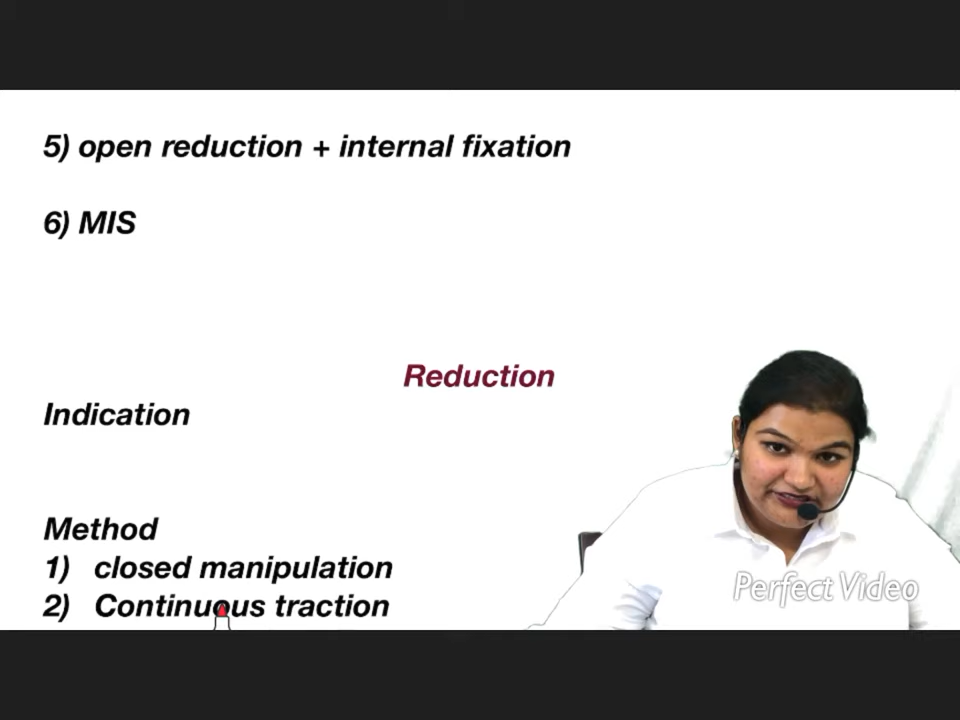 5) open reduction + internal fixation
6) MIS
Reduction
Indication
Method
1) closed manipulation
2) Continuous traction
Perfect Video